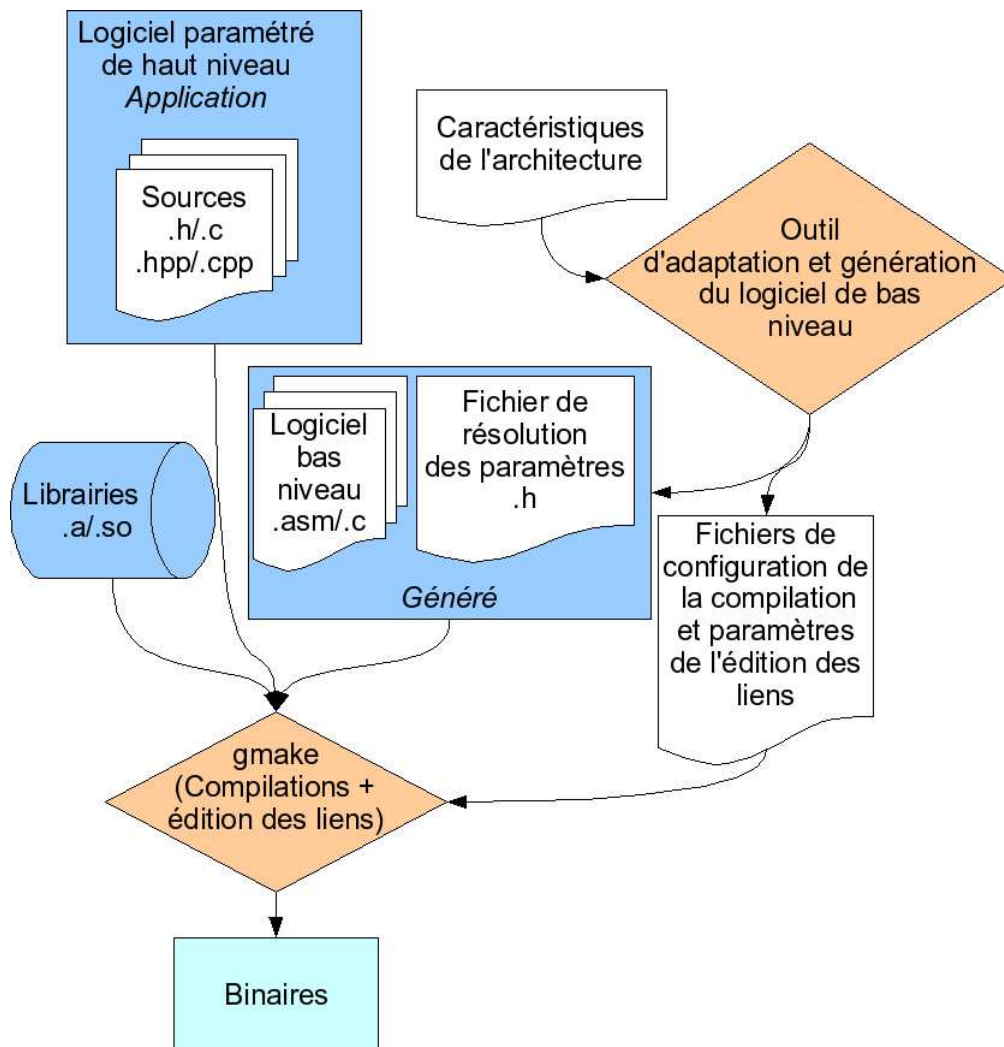 Logiciel paramétré
de haut niveau
Application
Sources
.h/.c
.hpp/.cpp
Caractéristiques
de l'architecture
Outil
d'adaptation et génération
du logiciel de bas
niveau
Librairies
.a/.so
Logiciel
bas
niveau
.asm/.c
Fichier de
résolution
des paramètres
.h
Généré
Fichiers de
configuration de
la compilation
et paramètres
de l'édition des
liens
gmake
(Compilations +
édition des liens)
Binaires